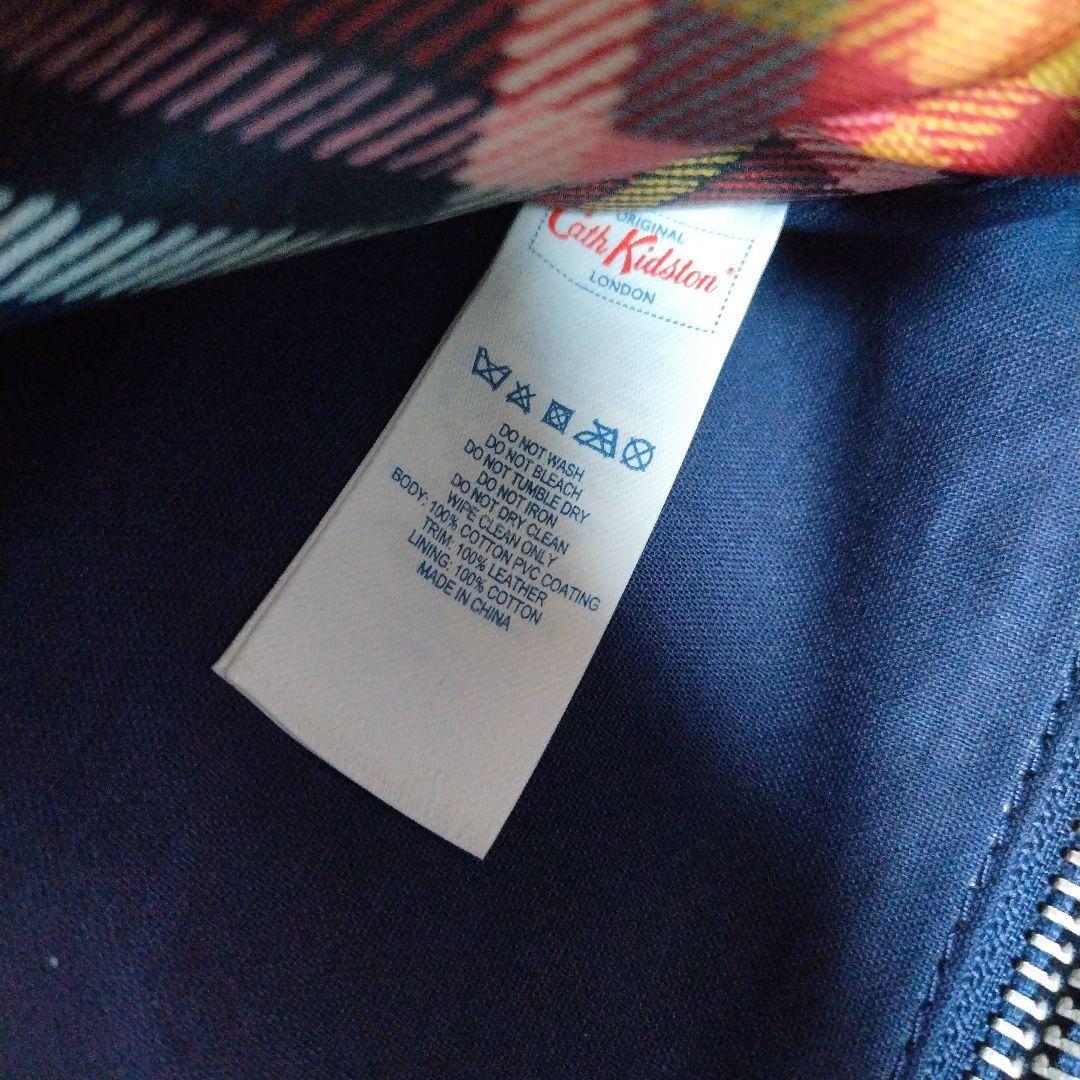 ORIGINAL
Cath Kidston
LONDON
DO NOT WASH
DO NOT BLEACH
DO NOT TUMBLE DRY
DO NOT IRON
DO NOT DRY CLEAN
WIPE CLEAN ONLY
BODY: 100% COTTON PVC COATING
TRIM: 100% LEATHER
LINING: 100% COTTON
MADE IN CHINA